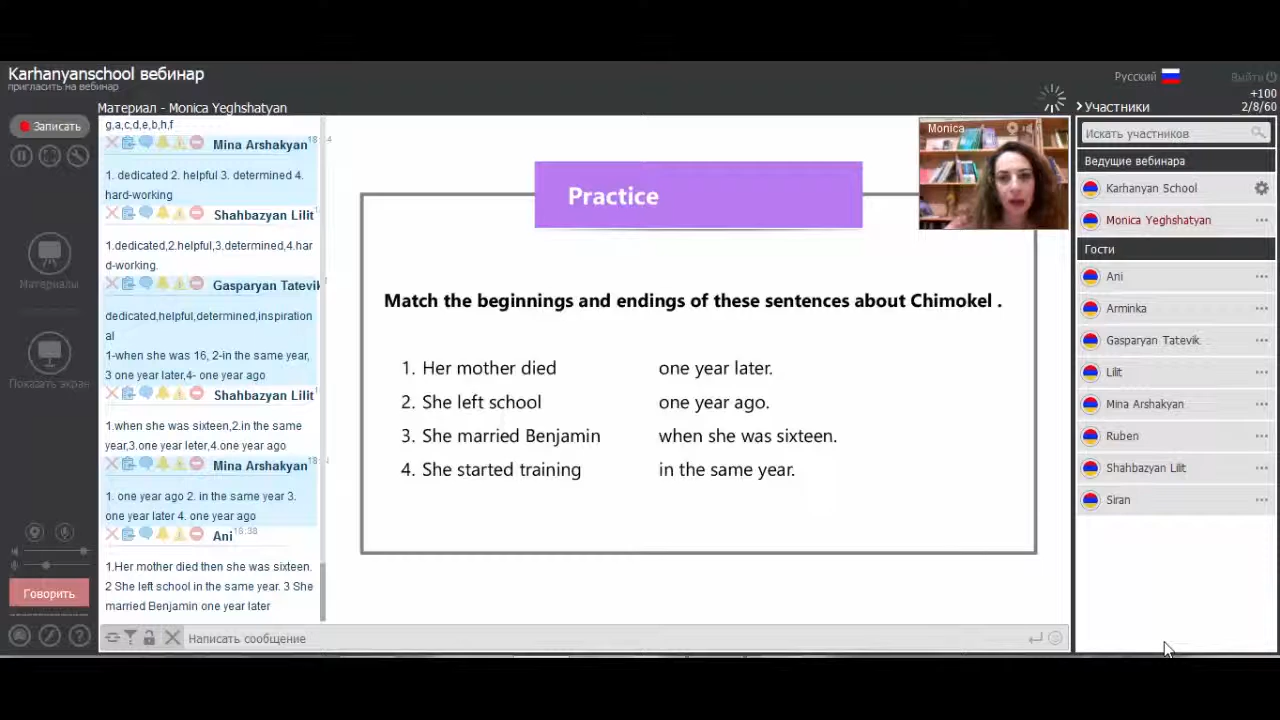 Karhanyanschool вебинар
пригласить на вебинар
Русский
Выйти
+100
2/8/60
Материал - Monica Yeghshatyan
Участники
Записать
g,a,c,d,e,b,h,f
Mina Arshakyan
1. dedicated 2. helpful 3. determined 4.
hard-working
Shahbazyan Lilit
1.dedicated,2.helpful,3.determined,4.har
d-working.
Gasparyan Tatevik
dedicated,helpful,determined,inspiration
al
1-when she was 16, 2-in the same year,
3 one year later,4- one year ago
Shahbazyan Lilit
1.when she was sixteen,2.in the same
year,3.one year leter,4.one year ago
Mina Arshakyan
1. one year ago 2. in the same year 3.
one year later 4. one year ago
Ani
1.Her mother died then she was sixteen.
2 She left school in the same year. 3 She
married Benjamin one year later
Написать сообщение
Материалы
Показать экран
Говорить
Practice
Monica
Match the beginnings and endings of these sentences about Chimokel .
1. Her mother died one year later.
2. She left school one year ago.
3. She married Benjamin when she was sixteen.
4. She started training in the same year.
Искать участников
Ведущие вебинара
Karhanyan School
Monica Yeghshatyan
Гости
Ani
Arminka
Gasparyan Tatevik
Lilit
Mina Arshakyan
Ruben
Shahbazyan Lilit
Siran